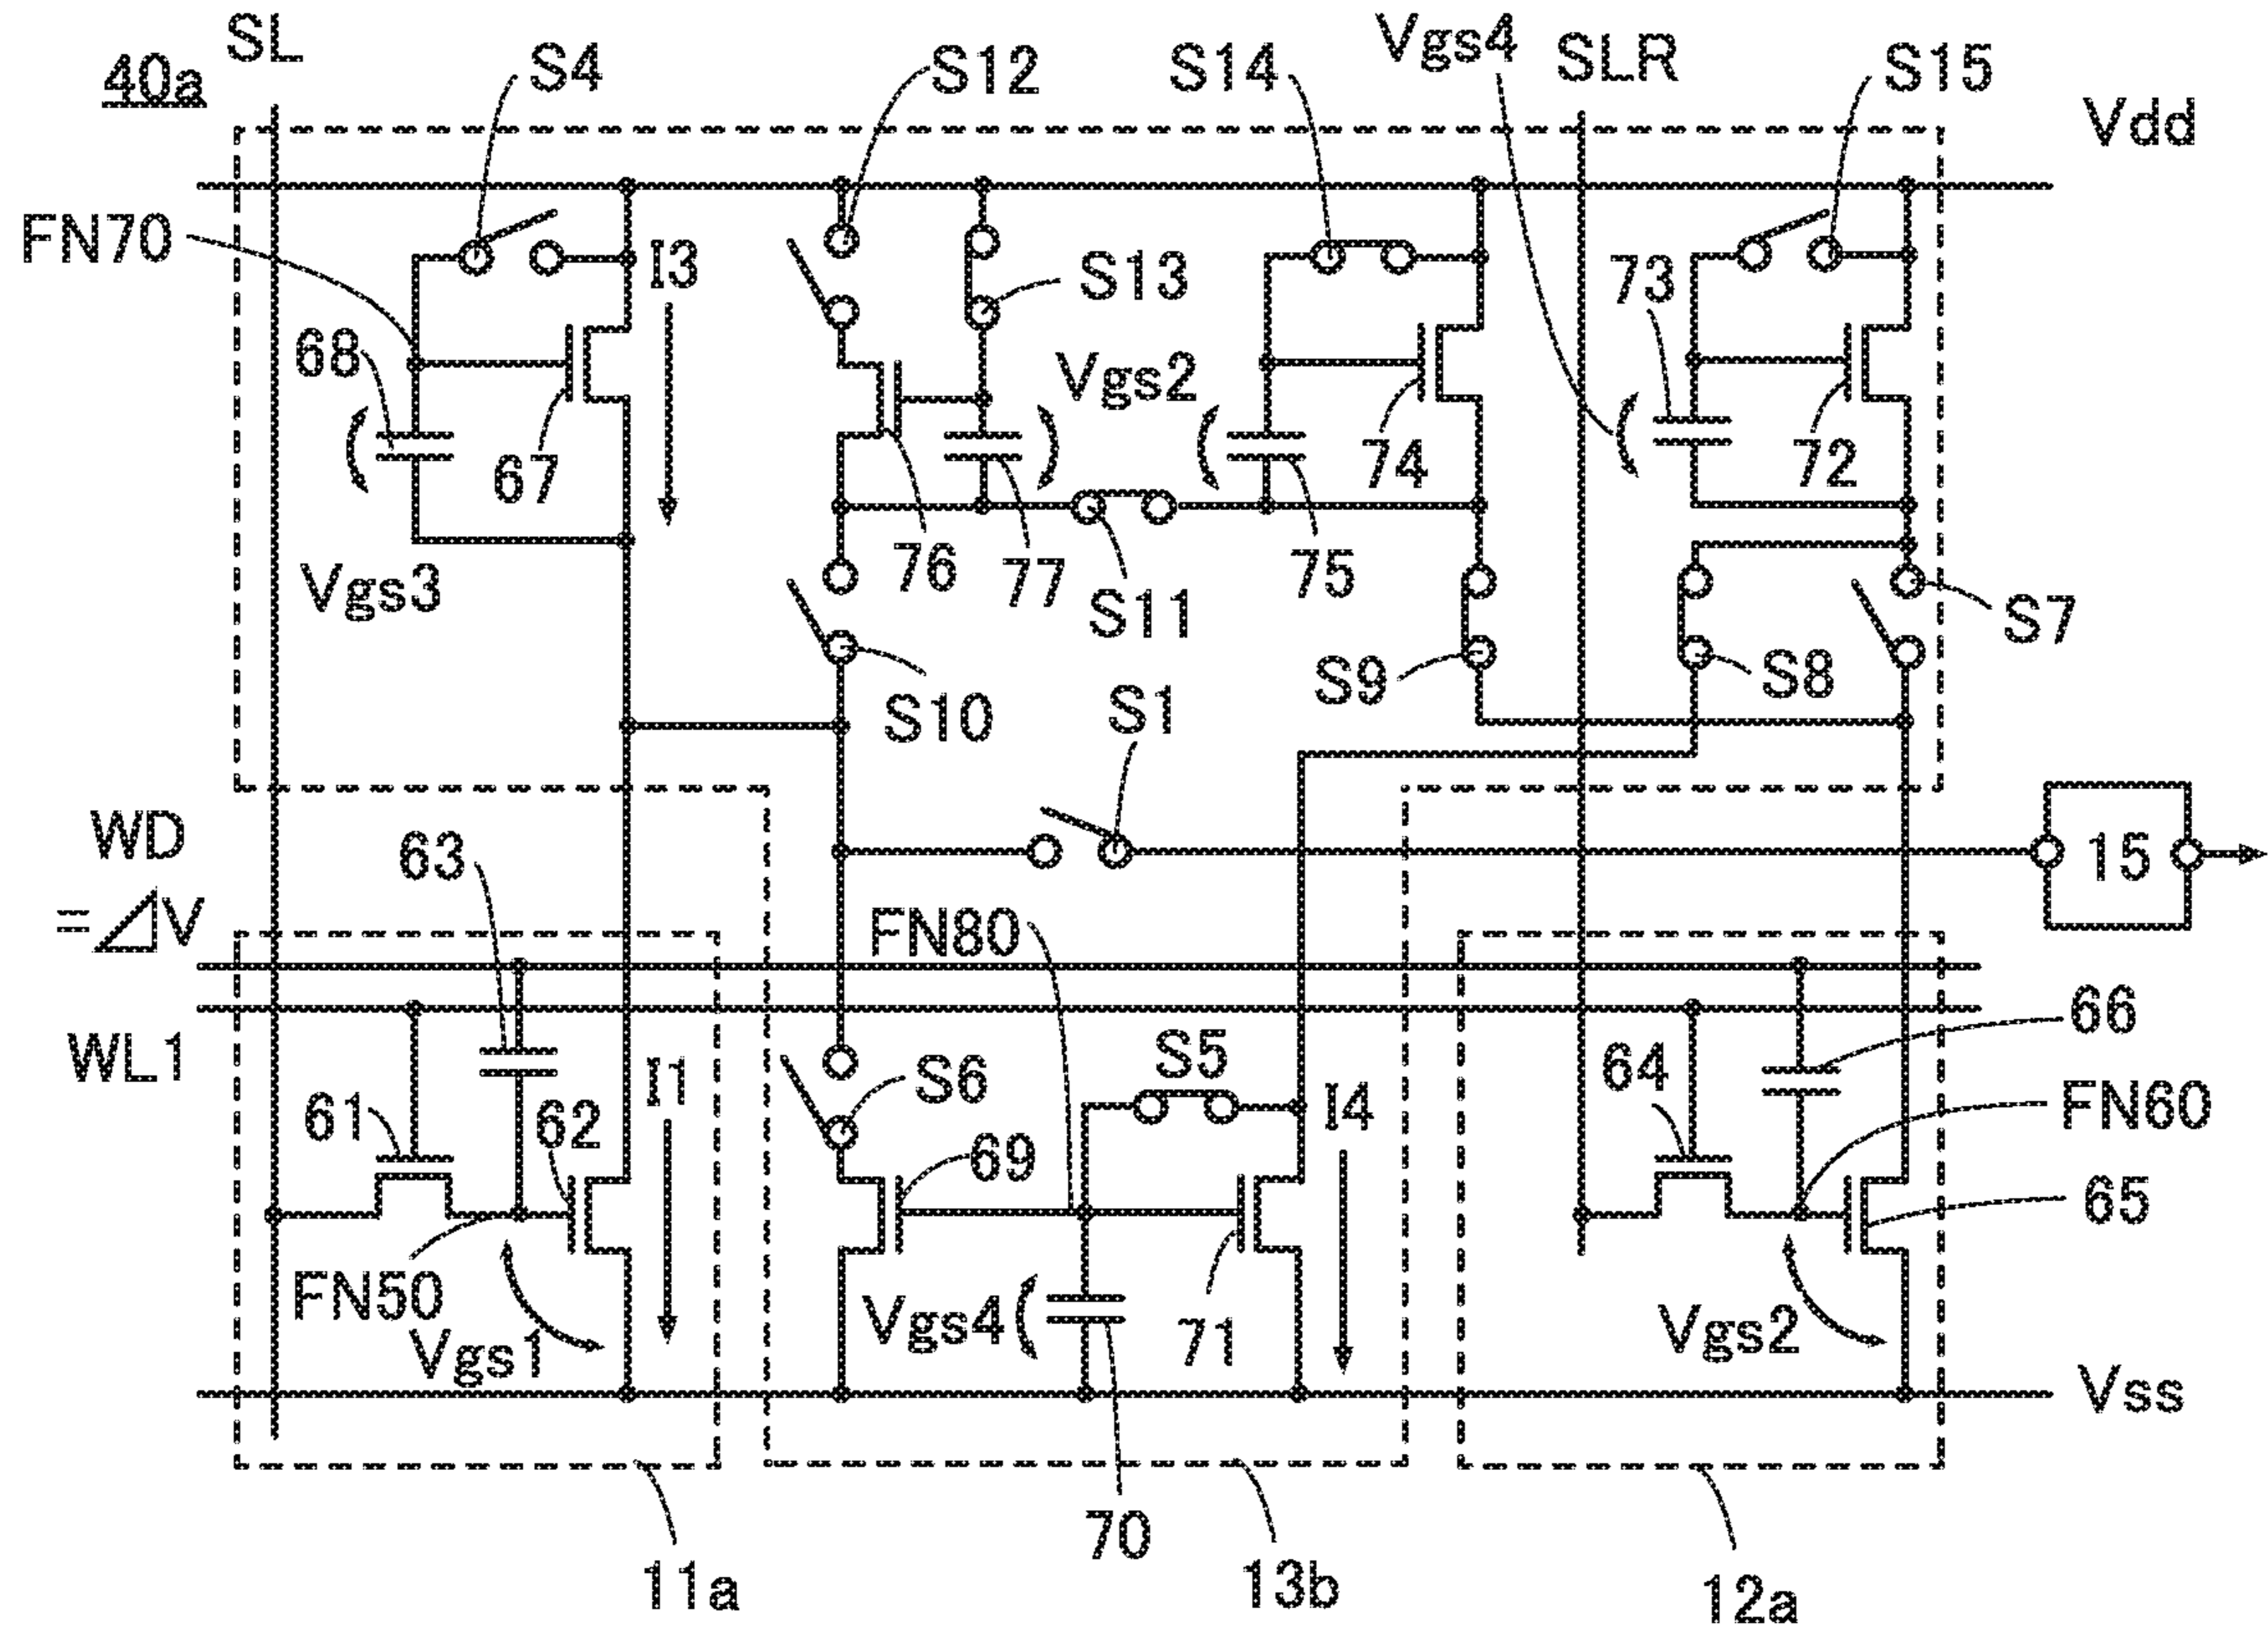 40a
SL
S4
S12
S14
Vgs4
SLR
S15
Vdd
FN70
I3
S13
73
68
Vgs2
67
74
72
76
77
75
Vgs3
S11
S7
S9
S8
S10
S1
WD
=⊿V
63
15
FN80
WL1
61
62
I1
S6
S5
I4
64
66
FN60
69
65
FN50
Vgs1
Vgs4
71
Vgs2
Vss
70
11a
13b
12a